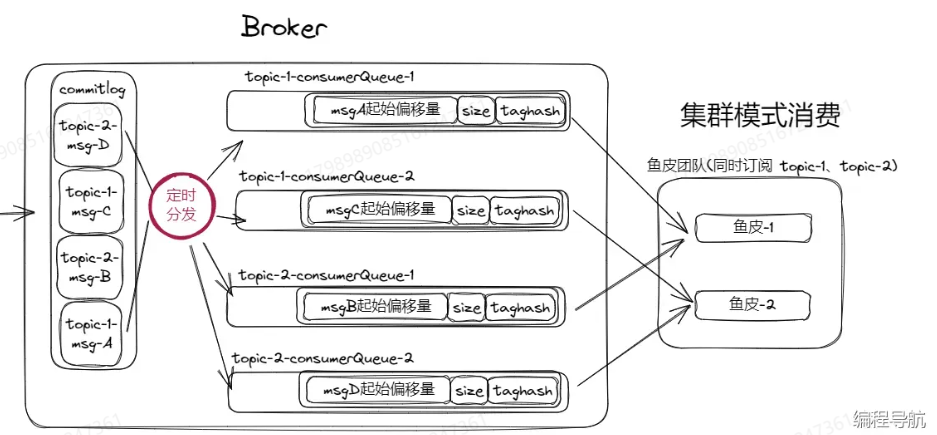 Broker
commitlog
topic-2-
msg-D
topic-1-
msg-C
topic-2-
msg-B
topic-1-
msg-A
定时
分发
topic-1-consumerQueue-1
msgA起始偏移量 size taghash
topic-1-consumerQueue-2
msgC起始偏移量 size taghash
topic-2-consumerQueue-1
msgB起始偏移量 size taghash
topic-2-consumerQueue-2
msgD起始偏移量 size taghash
集群模式消费
鱼皮团队(同时订阅 topic-1、topic-2)
鱼皮-1
鱼皮-2
编程导航